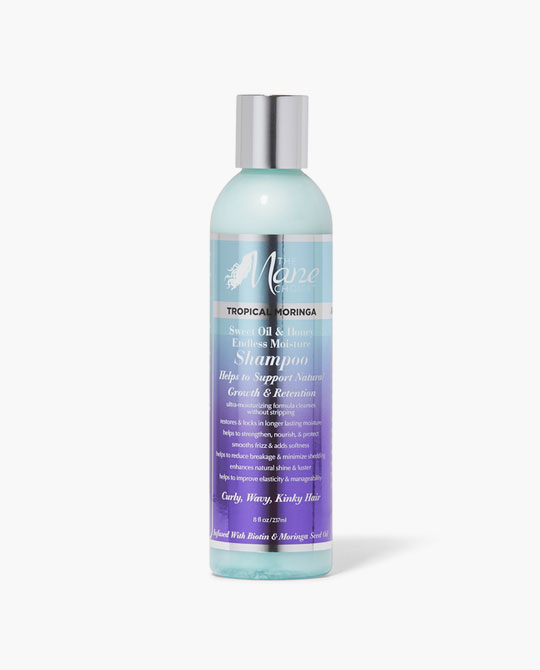 THE
Mane
CHOICE
TROPICAL MORINGA
Sweet Oil & Honey
Endless Moisture
Shampoo
Helps to Support Natural
Growth & Retention
ultra-moisturizing formula cleanses
without stripping
restores & locks in longer lasting moisture
helps to strengthen, nourish, & protect
smooths frizz & adds softness
helps to reduce breakage & minimize shedding
enhances natural shine & luster
helps to improve elasticity & manageability
Curly, Wavy, Kinky Hair
8 fl oz/237ml
Infused With Biotin & Moringa Seed Oil